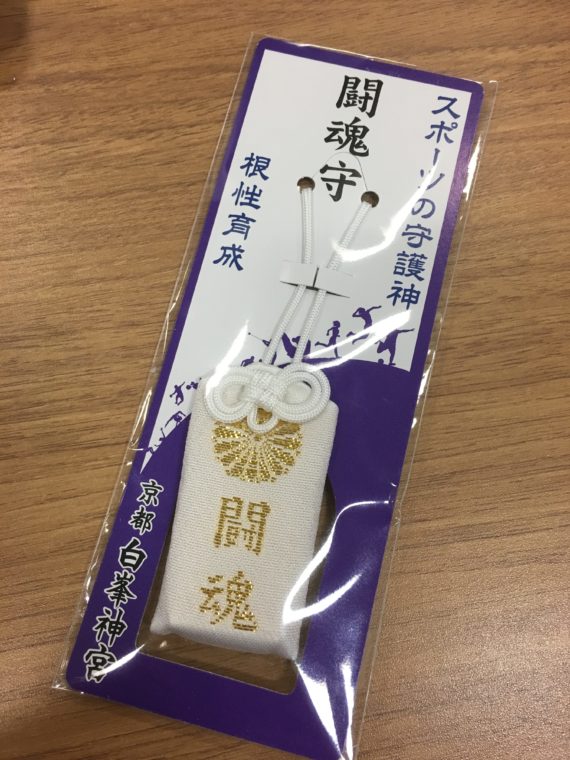 スポーツの守護神
闘魂守
根性育成
闘魂
京都 白峯神宮